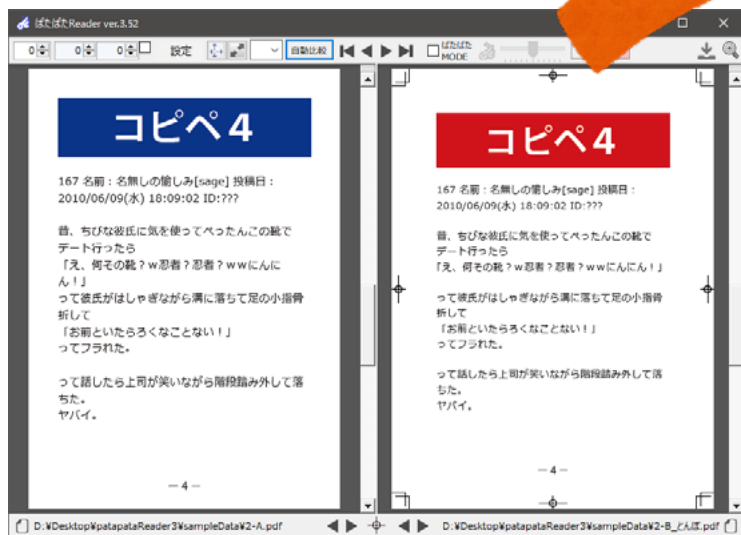 ぱたぱたReader ver.3.52
0 0 0 設定 自動比較 ぱたぱたMODE
コピペ4
167 名前：名無しの愉しみ[sage] 投稿日：
2010/06/09(水) 18:09:02 ID:???
昔、ちびな彼氏に気を使ってぺったんこの靴で
デート行ったら
「え、何その靴？w忍者？忍者？wwにんに
ん！」
って彼氏がはしゃぎながら溝に落ちて足の小指骨
折して
「お前といたらろくなことない！」
ってフラれた。
って話したら上司が笑いながら階段踏み外して落
ちた。
ヤバイ。
― 4 ―
コピペ4
167 名前：名無しの愉しみ[sage] 投稿日：
2010/06/09(水) 18:09:02 ID:???
昔、ちびな彼氏に気を使ってぺったんこの靴で
デート行ったら
「え、何その靴？w忍者？忍者？wwにんにん！」
って彼氏がはしゃぎながら溝に落ちて足の小指骨
折して
「お前といたらろくなことない！」
ってフラれた。
って話したら上司が笑いながら階段踏み外して落
ちた。
ヤバイ。
― 4 ―
D:¥Desktop¥patapataReader3¥sampleData¥2-A.pdf
D:¥Desktop¥patapataReader3¥sampleData¥2-B_とんぼ.pdf